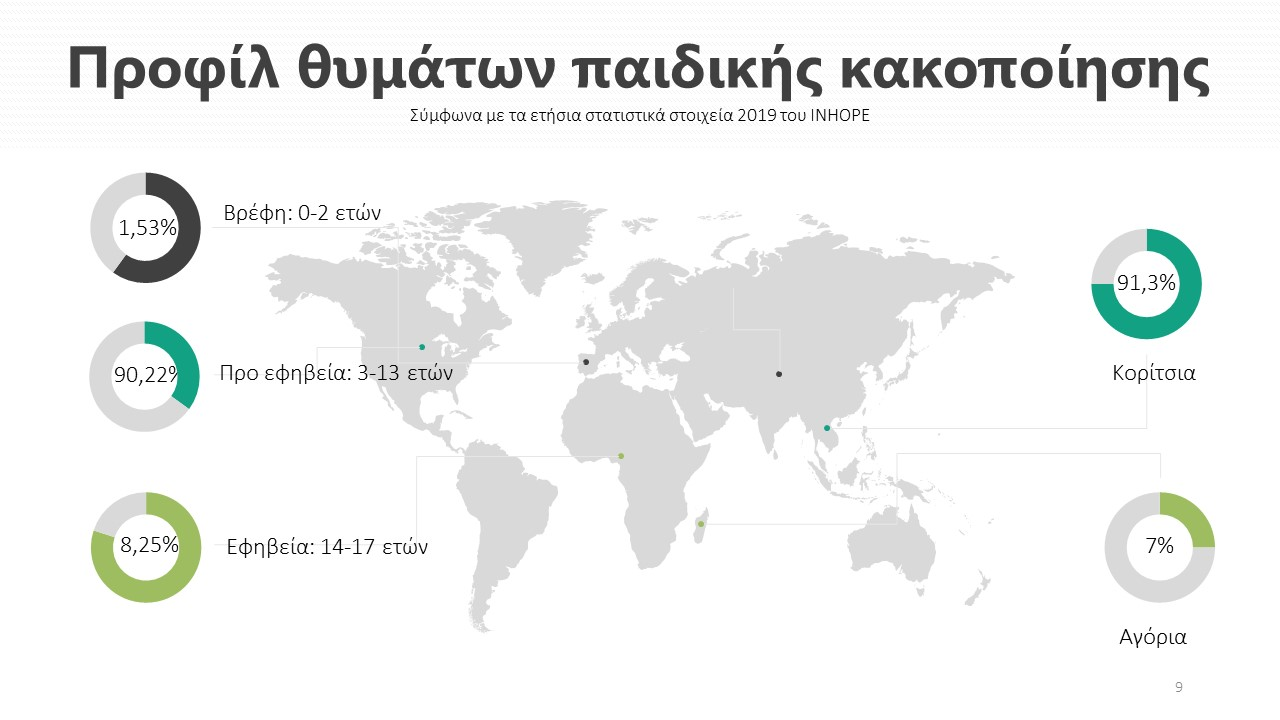 Προφίλ θυμάτων παιδικής κακοποίησης
Σύμφωνα με τα ετήσια στατιστικά στοιχεία 2019 του INHOPE
1,53%
Βρέφη: 0-2 ετών
90,22%
Προ εφηβεία: 3-13 ετών
8,25%
Εφηβεία: 14-17 ετών
91,3%
Κορίτσια
7%
Αγόρια
9